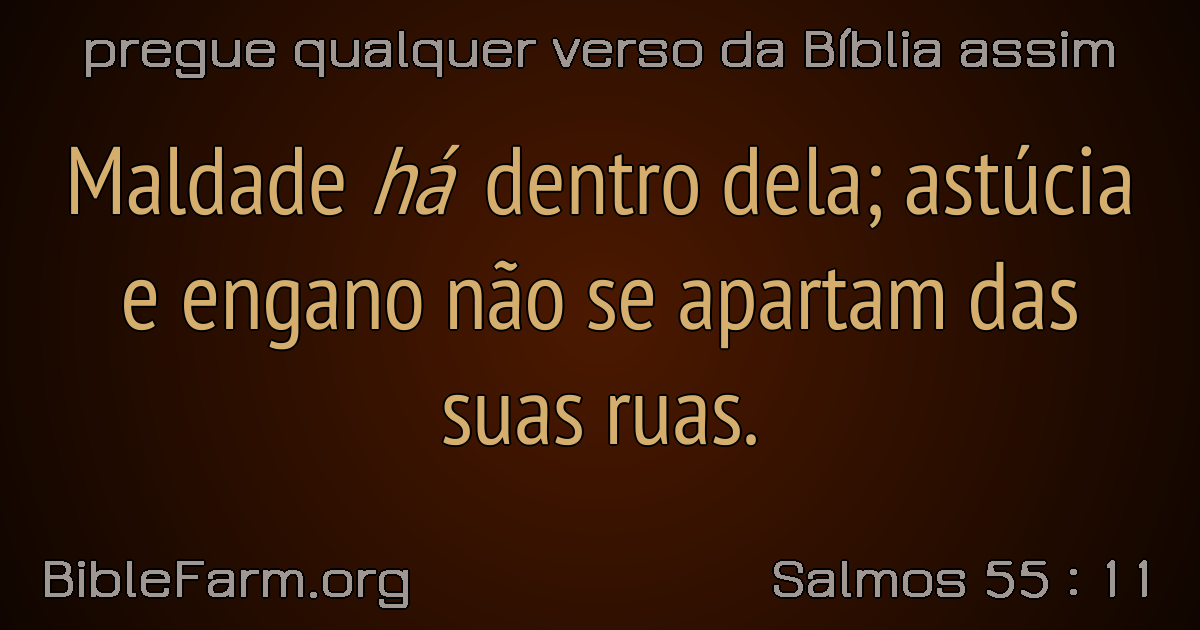 pregue qualquer verso da Bíblia assim
Maldade há dentro dela; astúcia
e engano não se apartam das
suas ruas.
BibleFarm.org
Salmos 55 : 11